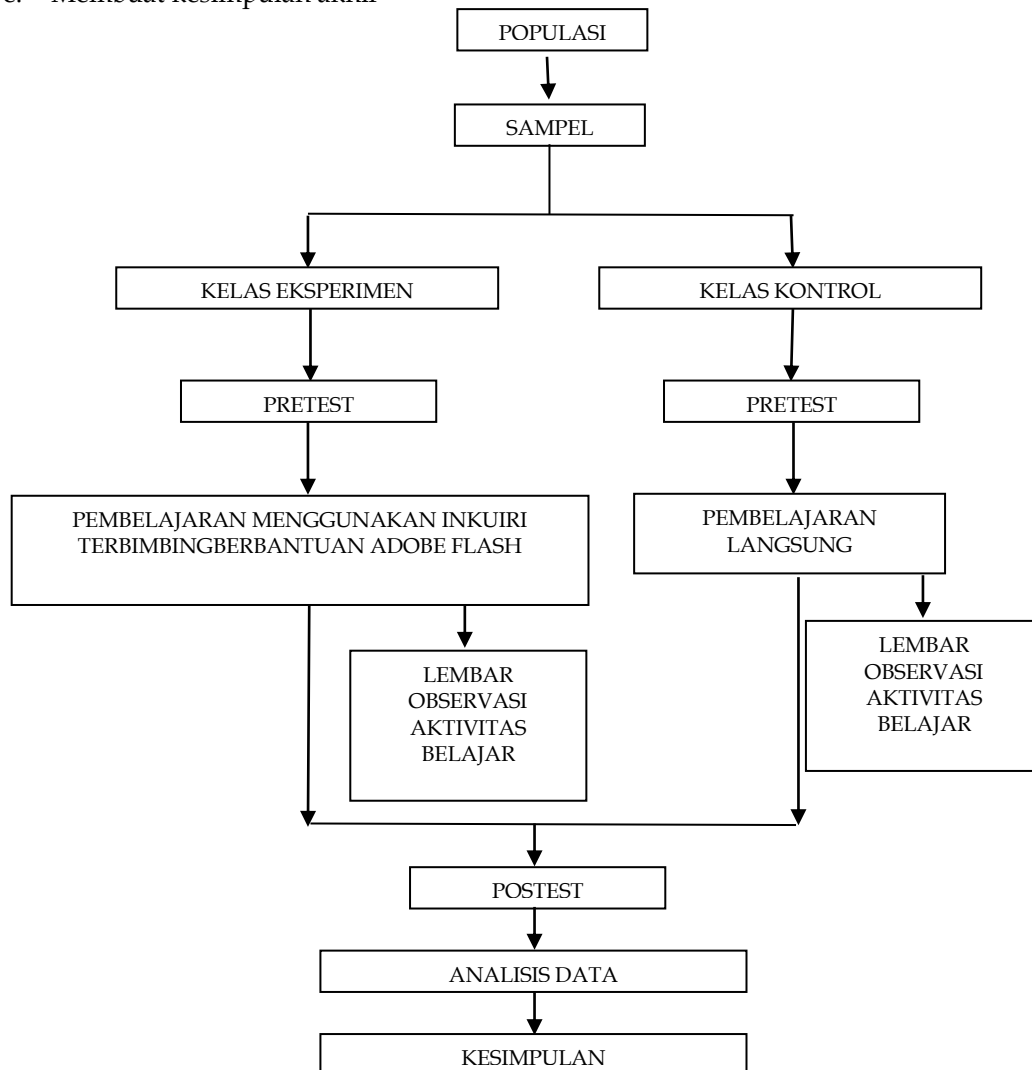 Membuat kesimpulan akhir
POPULASI
SAMPEL
KELAS EKSPERIMEN
KELAS KONTROL
PRETEST
PRETEST
PEMBELAJARAN MENGGUNAKAN INKUIRI
TERBIMBINGBERBANTUAN ADOBE FLASH
PEMBELAJARAN
LANGSUNG
LEMBAR
OBSERVASI
AKTIVITAS
BELAJAR
LEMBAR
OBSERVASI
AKTIVITAS
BELAJAR
POSTEST
ANALISIS DATA
KESIMPULAN